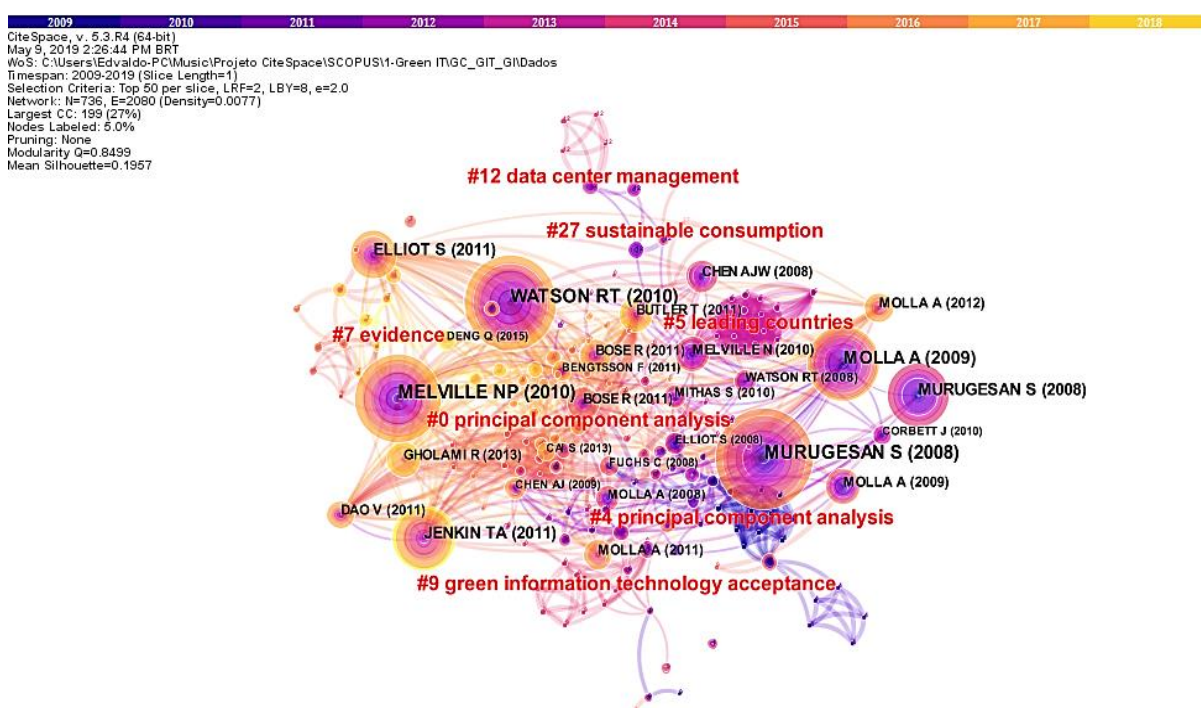 2009 2010 2011 2012 2013 2014 2015 2016 2017 2018
CiteSpace, v. 5.3.R4 (64-bit)
May 9, 2019 2:26:44 PM BRT
WoS: C:\Users\Edvaldo-PC\Music\Projeto CiteSpace\SCOPUS\1-Green IT\GC_GIT_GI\Dados
Timespan: 2009-2019 (Slice Length=1)
Selection Criteria: Top 50 per slice, LRF=2, LBY=8, e=2.0
Network: N=736, E=2080 (Density=0.0077)
Largest CC: 199 (27%)
Nodes Labeled: 5.0%
Pruning: None
Modularity Q=0.8499
Mean Silhouette=0.1957
#12 data center management
#27 sustainable consumption
ELLIOT S (2011)
CHEN AJW (2008)
WATSON RT (2010)
MOLLA A (2012)
BUTLER T (2011)
#5 leading countries
#7 evidence
DENG Q (2015)
BOSE R (2011)
MELVILLE N (2010)
MOLLA A (2009)
BENGTSSON F (2011)
WATSON RT (2008)
MELVILLE NP (2010)
MITHAS S (2010)
MURUGESAN S (2008)
BOSE R (2011)
#0 principal component analysis
CORBETT J (2010)
ELLIOT S (2008)
CAI S (2013)
GHOLAMI R (2013)
FUCHS C (2008)
MURUGESAN S (2008)
CHEN AJ (2009)
MOLLA A (2009)
MOLLA A (2008)
DAO V (2011)
#4 principal component analysis
JENKIN TA (2011)
MOLLA A (2011)
#9 green information technology acceptance